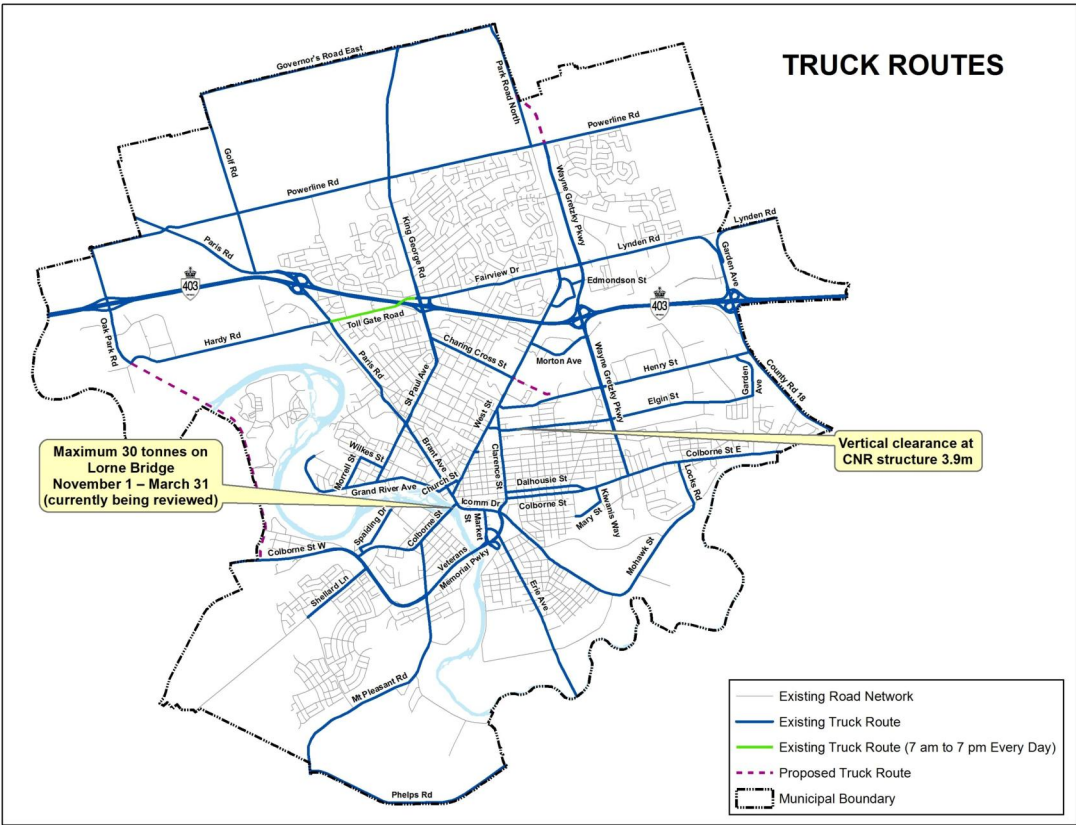 TRUCK ROUTES
Governor's Road East
Park Road North
Powerline Rd
Golf Rd
Powerline Rd
King George Rd
Wayne Gretzky Pkwy
Lynden Rd
Lynden Rd
Garden Ave
Paris Rd
403
Fairview Dr
Edmondson St
403
Toll Gate Road
Hardy Rd
Oak Park Rd
Paris Rd
St Paul Ave
Charing Cross St
Morton Ave
Wayne Gretzky Pkwy
Henry St
Garden
Ave
County Rd 18
Elgin St
West St
Maximum 30 tonnes on
Lorne Bridge
November 1 – March 31
(currently being reviewed)
Vertical clearance at
CNR structure 3.9m
Wilkes St
Morrell St
Brant Ave
Church St
Grand River Ave
Clarence St
Dalhousie St
Colborne St E
Icomm Dr
Colborne St
Market
St
Mary St
Kiwanis Way
Locks Rd
Spalding Dr
Colborne St
Colborne St W
Veterans
Memorial Pwky
Mohawk St
Shellard Ln
Erie Ave
Mt Pleasant Rd
Phelps Rd
Existing Road Network
Existing Truck Route
Existing Truck Route (7 am to 7 pm Every Day)
Proposed Truck Route
Municipal Boundary